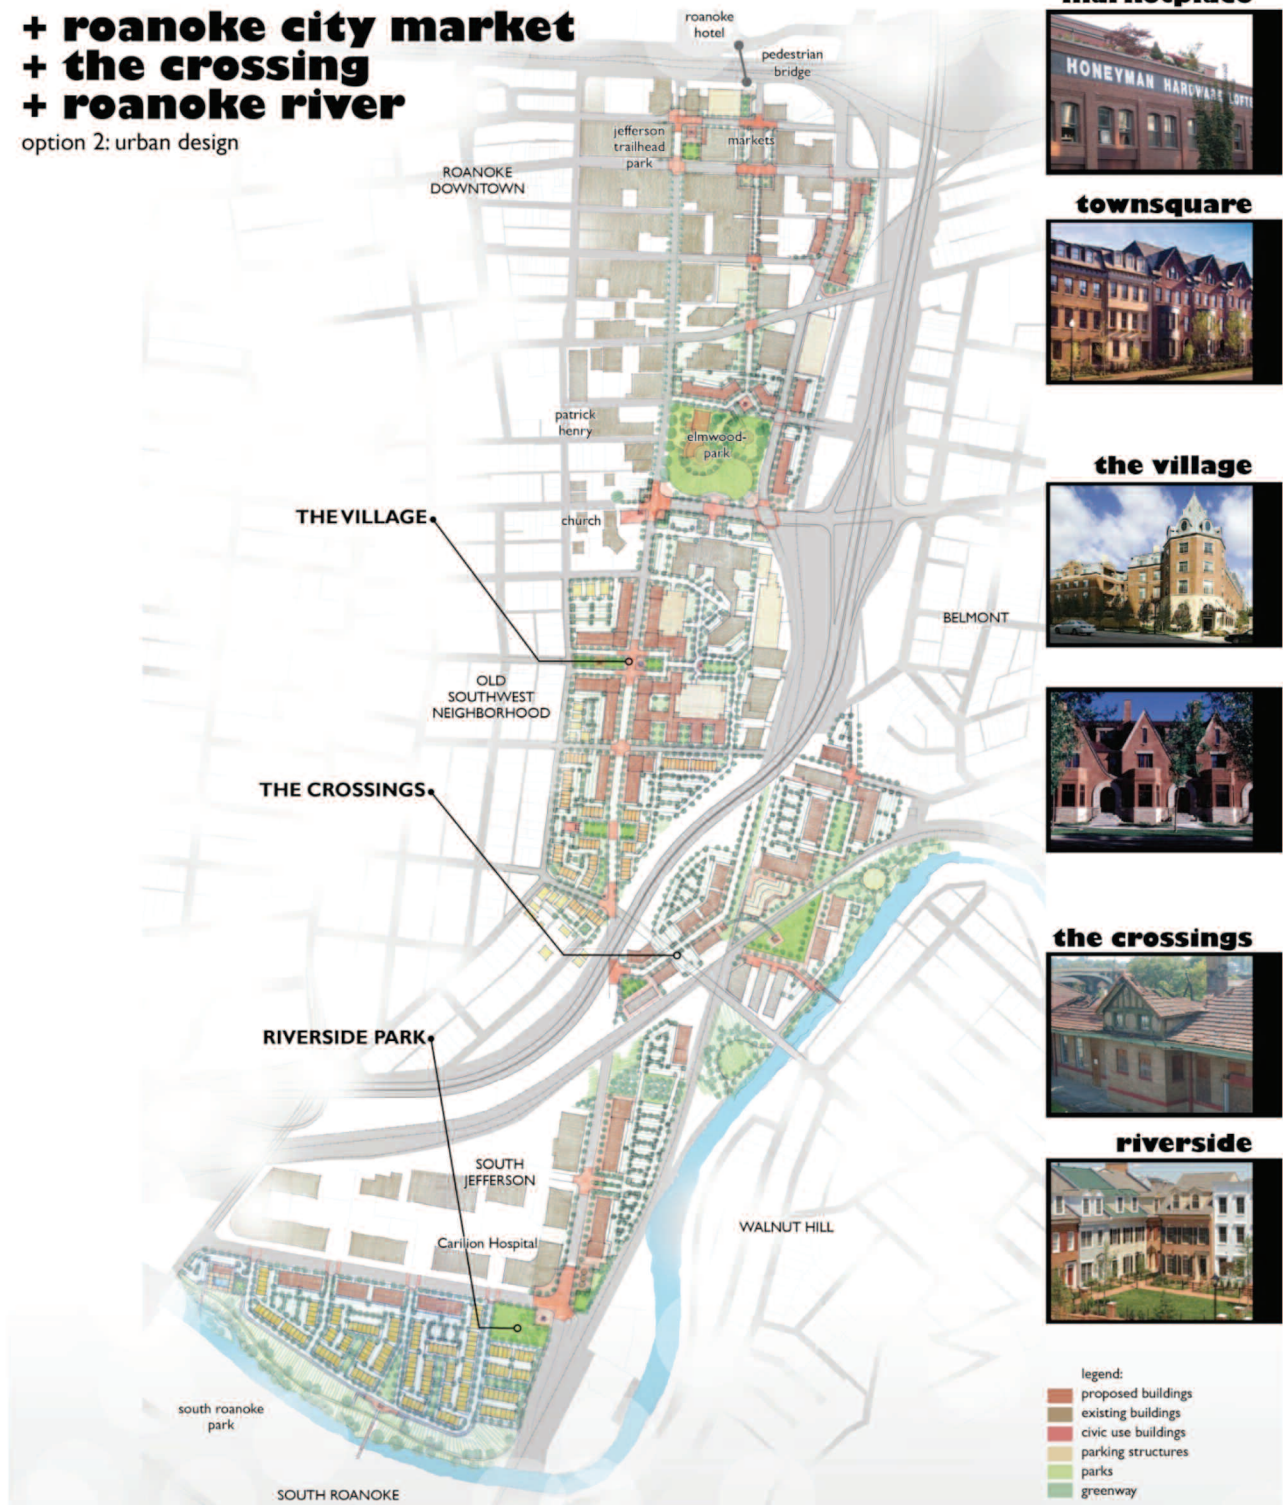 + roanoke city market
+ the crossing
+ roanoke river
option 2: urban design
roanoke
hotel
pedestrian
bridge
jefferson
trailhead
park
markets
ROANOKE
DOWNTOWN
patrick
henry
elmwood-
park
THE VILLAGE
church
BELMONT
OLD
SOUTHWEST
NEIGHBORHOOD
THE CROSSINGS
RIVERSIDE PARK
SOUTH
JEFFERSON
Carilion Hospital
WALNUT HILL
south roanoke
park
SOUTH ROANOKE
marketplace
HONEYMAN HARDWARE LOFTS
townsquare
the village
the crossings
riverside
legend:
proposed buildings
existing buildings
civic use buildings
parking structures
parks
greenway